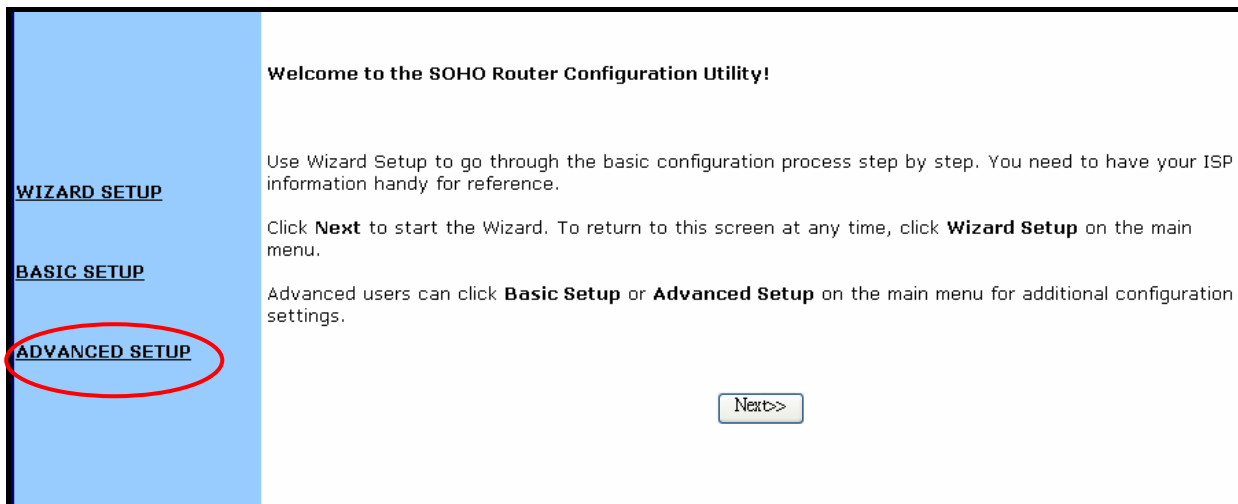 WIZARD SETUP
BASIC SETUP
ADVANCED SETUP
Welcome to the SOHO Router Configuration Utility!
Use Wizard Setup to go through the basic configuration process step by step. You need to have your ISP
information handy for reference.
Click Next to start the Wizard. To return to this screen at any time, click Wizard Setup on the main
menu.
Advanced users can click Basic Setup or Advanced Setup on the main menu for additional configuration
settings.
Next>>